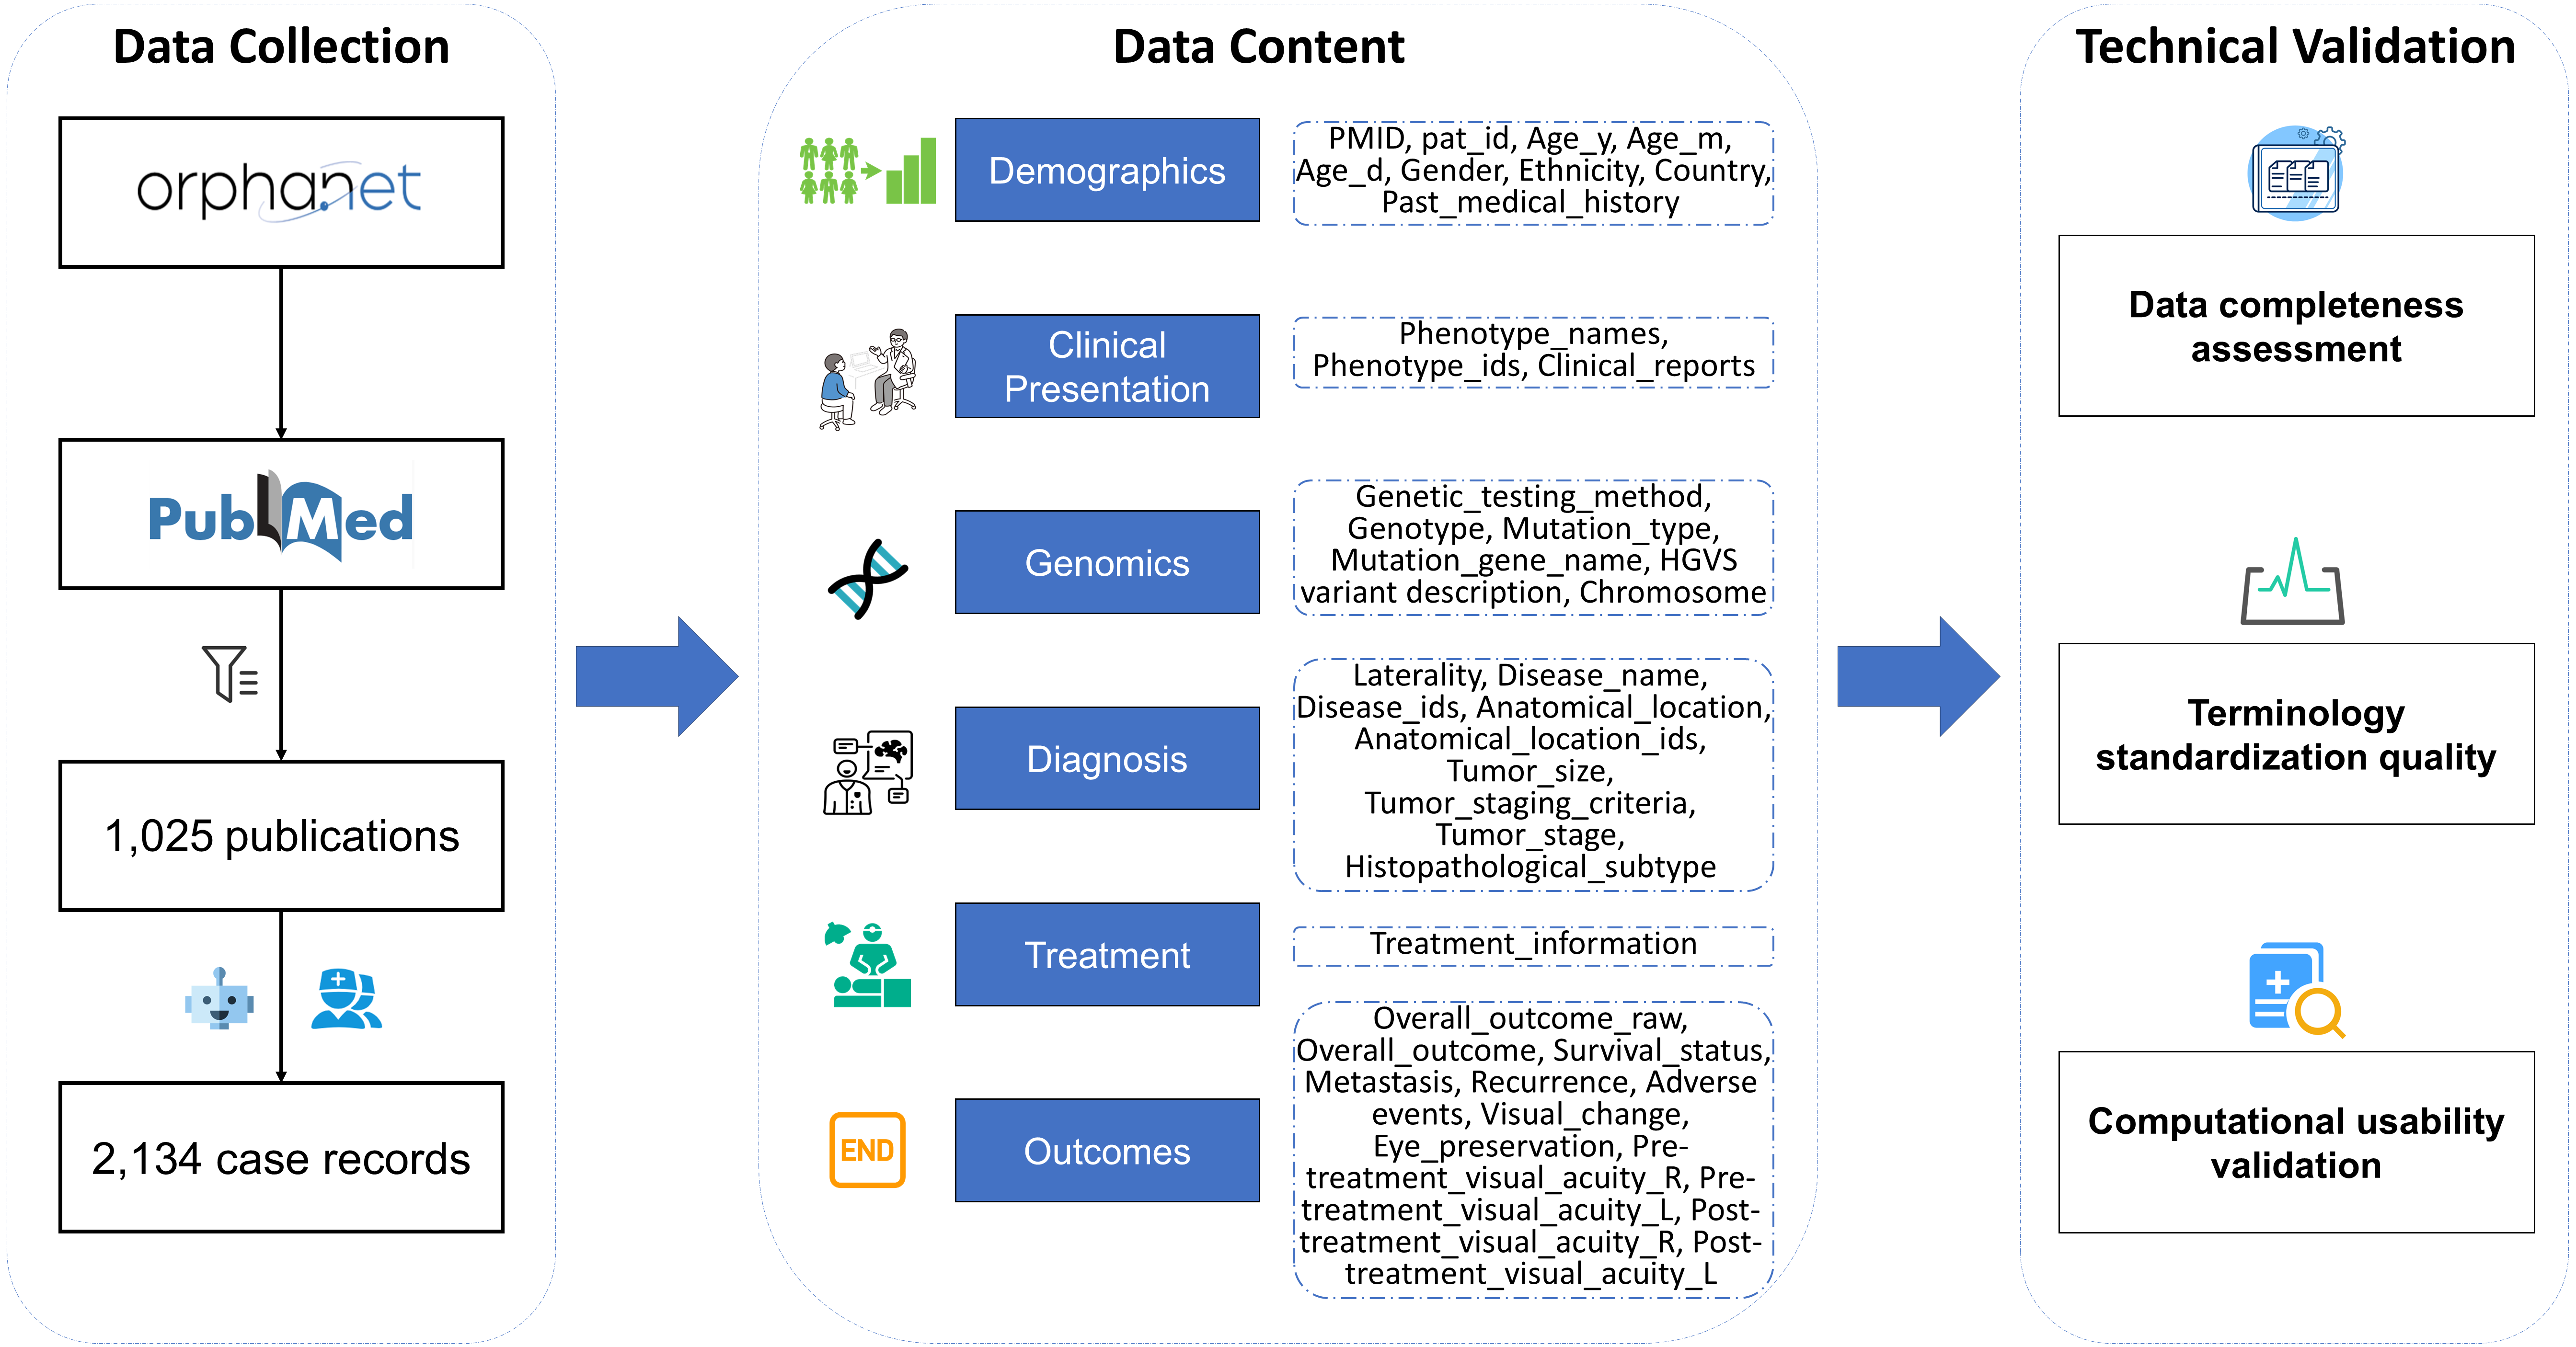 Data Collection
orphanet
PubMed
1,025 publications
2,134 case records
Data Content
Demographics
PMID, pat_id, Age_y, Age_m,
Age_d, Gender, Ethnicity, Country,
Past_medical_history
Clinical
Presentation
Phenotype_names,
Phenotype_ids, Clinical_reports
Genomics
Genetic_testing_method,
Genotype, Mutation_type,
Mutation_gene_name, HGVS
variant description, Chromosome
Diagnosis
Laterality, Disease_name,
Disease_ids, Anatomical_location,
Anatomical_location_ids,
Tumor_size,
Tumor_staging_criteria,
Tumor_stage,
Histopathological_subtype
Treatment
Treatment_information
END
Outcomes
Overall_outcome_raw,
Overall_outcome, Survival_status,
Metastasis, Recurrence, Adverse
events, Visual_change,
Eye_preservation, Pre-
treatment_visual_acuity_R, Pre-
treatment_visual_acuity_L, Post-
treatment_visual_acuity_R, Post-
treatment_visual_acuity_L
Technical Validation
Data completeness
assessment
Terminology
standardization quality
Computational usability
validation